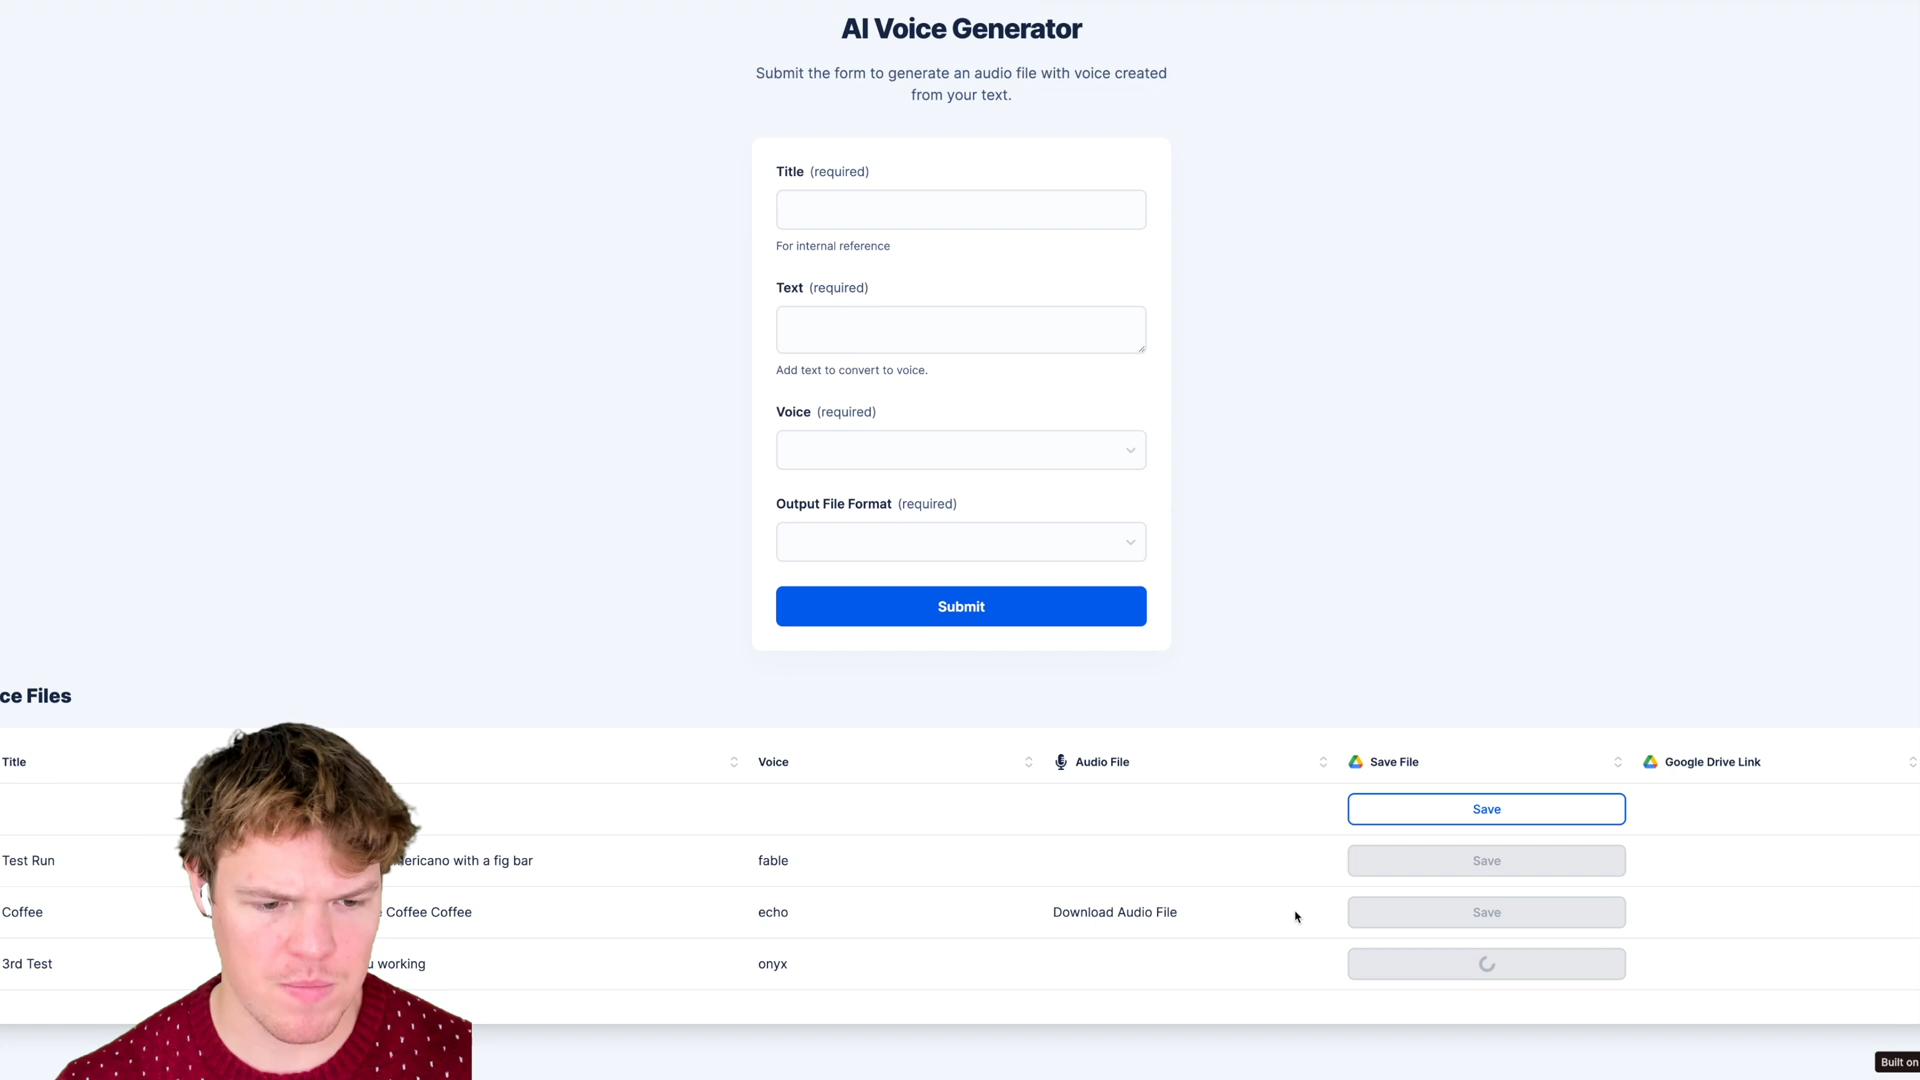 AI Voice Generator
Submit the form to generate an audio file with voice created
from your text.
Title (required)
For internal reference
Text (required)
Add text to convert to voice.
Voice (required)
Output File Format (required)
Submit
ce Files
Title Voice Audio File Save File Google Drive Link
Save
Test Run ericano with a fig bar fable Save
Coffee Coffee Coffee echo Download Audio File Save
3rd Test working onyx
Built on